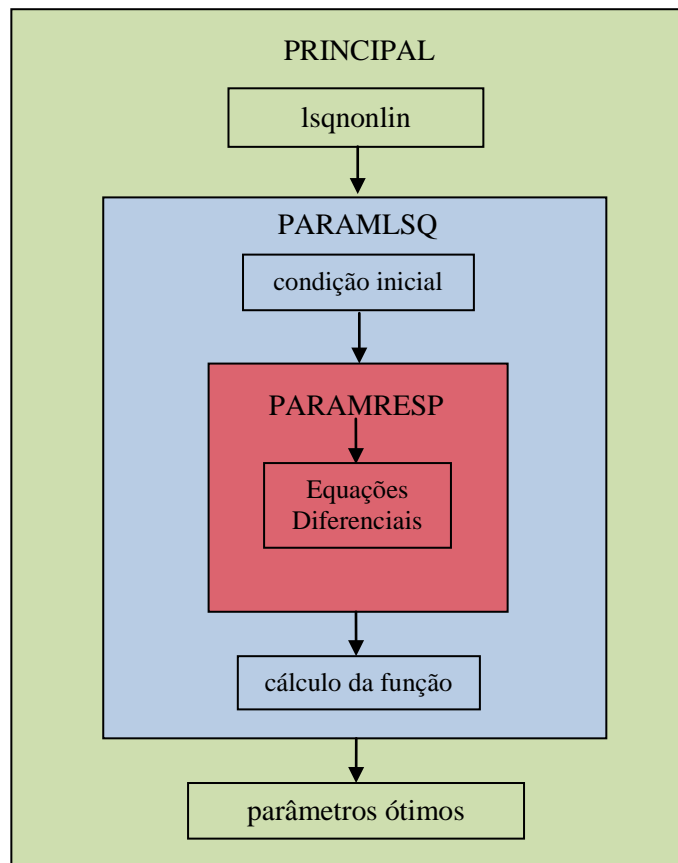 PRINCIPAL
lsqnonlin
PARAMLSQ
condição inicial
PARAMRESP
Equações
Diferenciais
cálculo da função
parâmetros ótimos